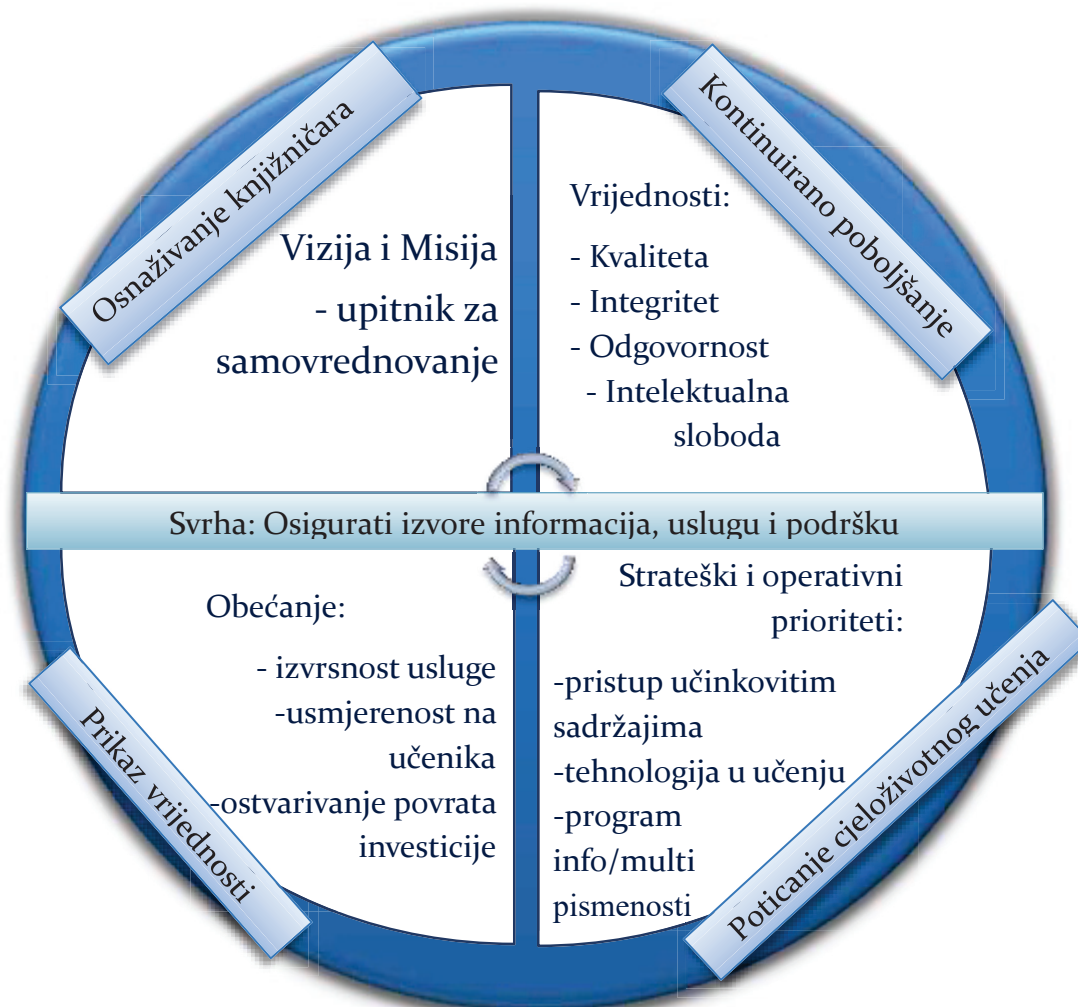 Osnaživanje knjižničara
Kontinuirano poboljšanje
Vizija i Misija
- upitnik za
samovrednovanje
Vrijednosti:
- Kvaliteta
- Integritet
- Odgovornost
- Intelektualna
sloboda
Svrha: Osigurati izvore informacija, uslugu i podršku
Obećanje:
- izvrsnost usluge
-usmjerenost na
učenika
-ostvarivanje povrata
investicije
Strateški i operativni
prioriteti:
-pristup učinkovitim
sadržajima
-tehnologija u učenju
-program
info/multi
pismenosti
Prikaz vrijednosti
Poticanje cjeloživotnog učenja